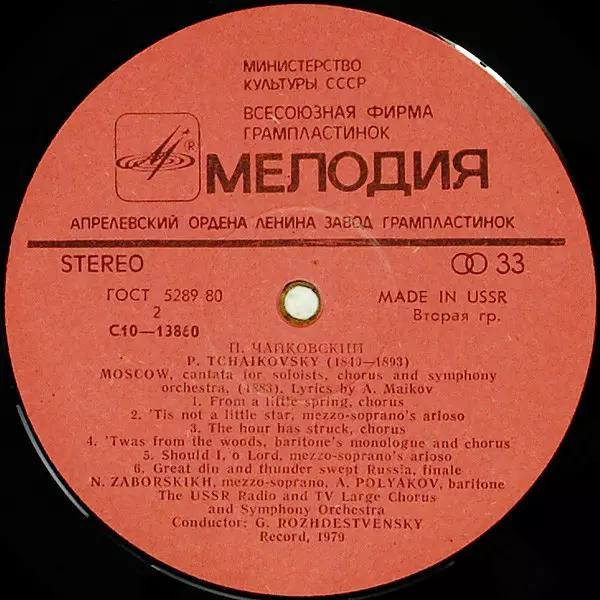 МИНИСТЕРСТВО
КУЛЬТУРЫ СССР
ВСЕСОЮЗНАЯ ФИРМА
ГРАМПЛАСТИНОК
®
МЕЛОДИЯ
АПРЕЛЕВСКИЙ ОРДЕНА ЛЕНИНА ЗАВОД ГРАМПЛАСТИНОК
STEREO
33
ГОСТ 5289 80
MADE IN USSR
2
Вторая гр.
С10—13860
П. ЧАЙКОВСКИЙ
P. TCHAIKOVSKY (1840—1893)
MOSCOW, cantata for soloists, chorus and symphony
orchestra, (1883). Lyrics by A. Maikov
1. From a little spring, chorus
2. 'Tis not a little star, mezzo-soprano's arioso
3. The hour has struck, chorus
4. 'Twas from the woods, baritone's monologue and chorus
5. Should I, o Lord, mezzo-soprano's arioso
6. Great din and thunder swept Russia, finale
N. ZABORSKIKH, mezzo-soprano, A. POLYAKOV, baritone
The USSR Radio and TV Large Chorus
and Symphony Orchestra
Conductor: G. ROZHDESTVENSKY
Record, 1979